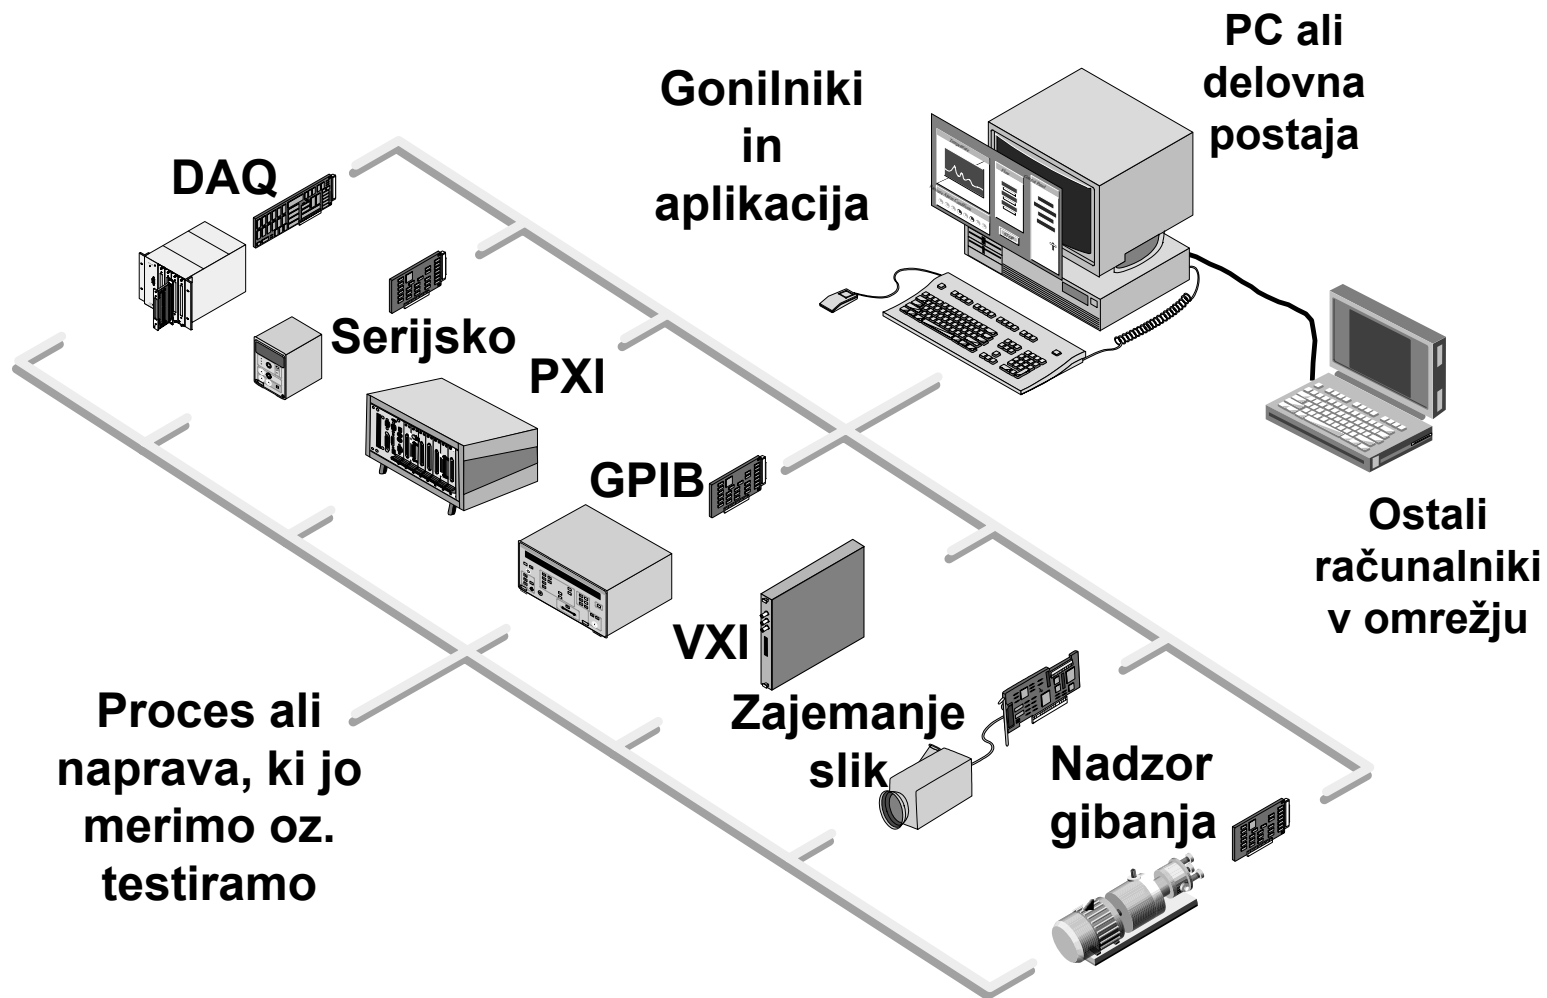 PC ali
delovna
postaja
Gonilniki
in
aplikacija
DAQ
Serijsko
PXI
GPIB
VXI
Zajemanje
slik
Nadzor
gibanja
Ostali
računalniki
v omrežju
Proces ali
naprava, ki jo
merimo oz.
testiramo